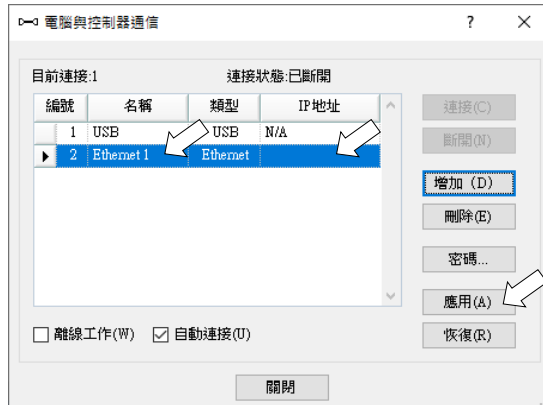 電腦與控制器通信
? ×
目前連接:1 連接狀態:已斷開
編號 名稱 類型 IP地址
1 USB USB N/A
2 Ethernet 1 Ethernet
連接(C)
斷開(N)
增加 (D)
刪除(E)
密碼...
應用(A)
恢復(R)
離線工作(W) 自動連接(U)
關閉